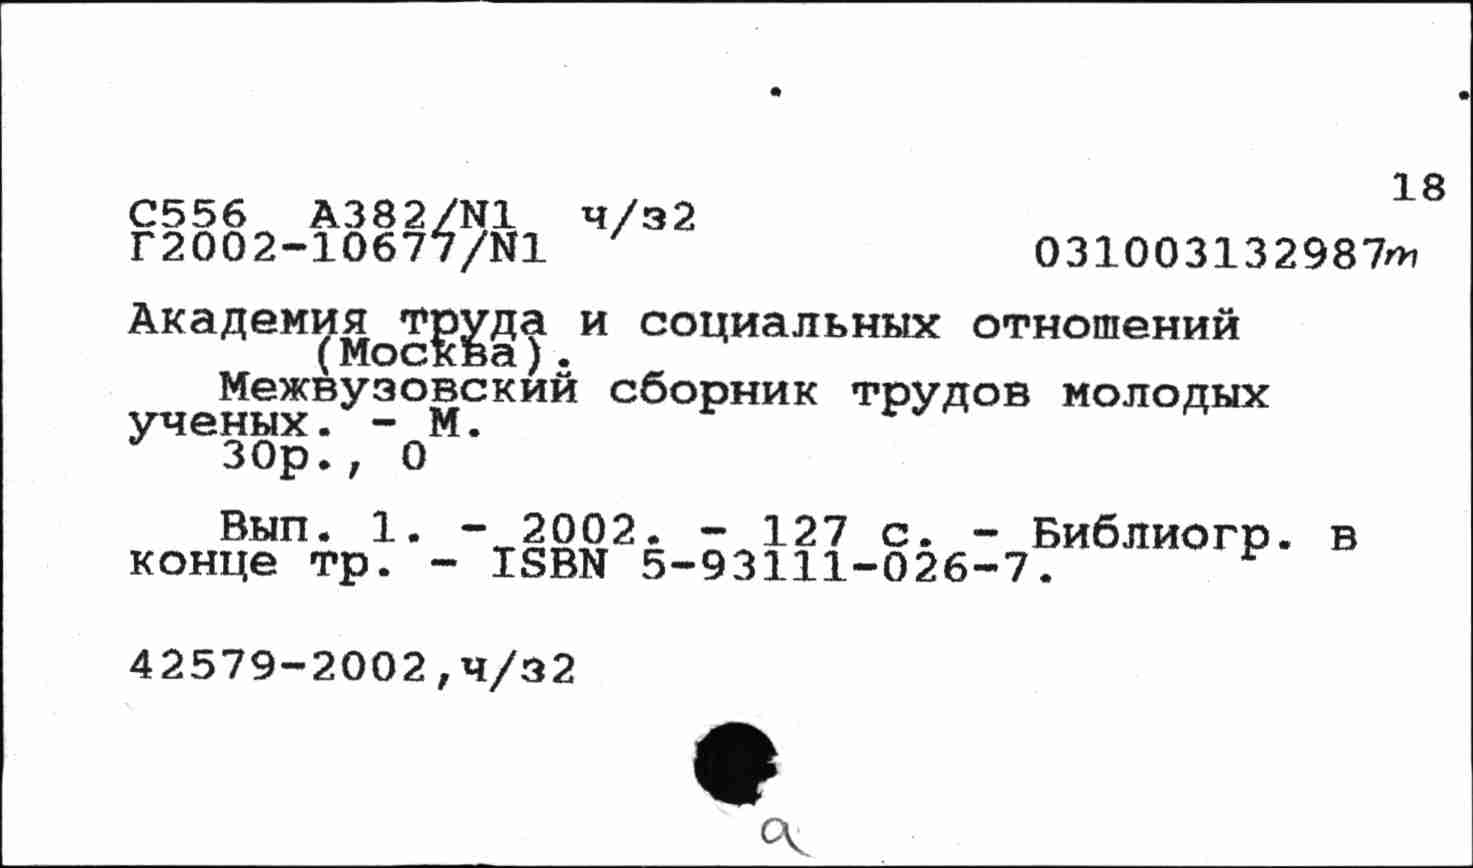 18
С556 А382/N1 ч/з2
Г2002-10677/N1 031003132987m
Академия труда и социальных отношений
(Москва).
Межвузовский сборник трудов молодых
ученых. - М.
30р., 0
Вып. 1. - 2002. - 127 с. - Библиогр. в
конце тр. - ISBN 5-93111-026-7.
42579-2002,ч/з2
a